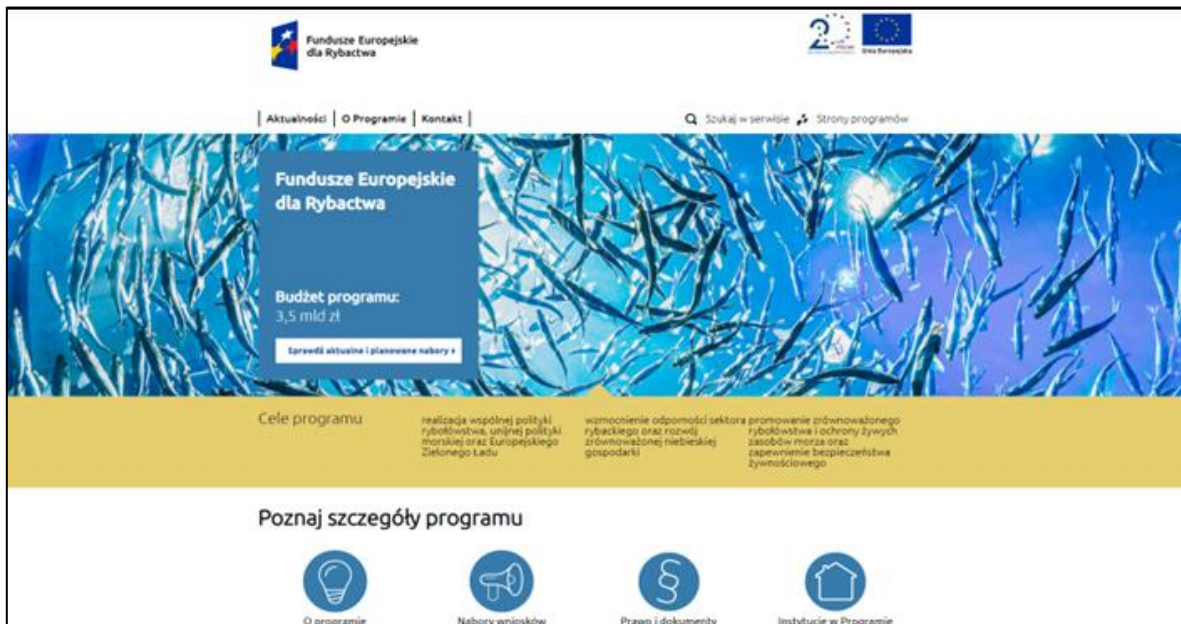 Fundusze Europejskie
dla Rybactwa
Unia Europejska
Aktualności
O Programie
Kontakt
Szukaj w serwisie
Strony programów
Fundusze Europejskie
dla Rybactwa
Budżet programu:
3,5 mld zł
Sprawdź aktualne i planowane nabory
Cele programu
realizacja wspólnej polityki
rybołówstwa, unijnej polityki
morskiej oraz Europejskiego
Zielonego Ładu
wzmocnienie odporności sektora
rybackiego oraz rozwój
zrównoważonej niebieskiej
gospodarki
promowanie zrównoważonego
rybołówstwa i ochrony żywych
zasobów morza oraz
zapewnienie bezpieczeństwa
żywnościowego
Poznaj szczegóły programu
O programie
Nabory wniosków
Prawo i dokumenty
Instytucje w Programie